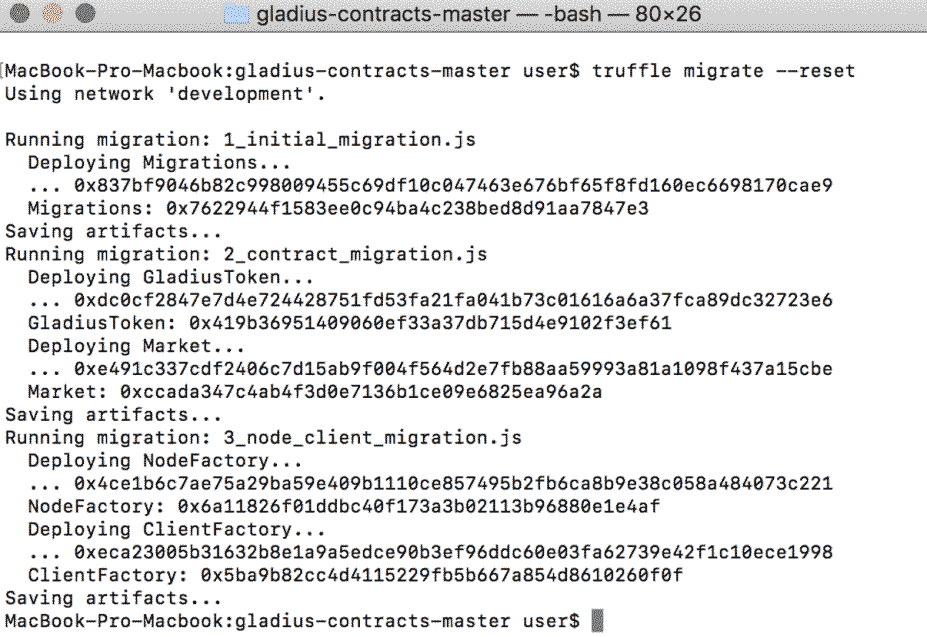 gladius-contracts-master — -bash — 80×26
MacBook-Pro-Macbook:gladius-contracts-master user$ truffle migrate --reset
Using network 'development'.
Running migration: 1_initial_migration.js
Deploying Migrations...
... 0x837bf9046b82c998009455c69df10c047463e676bf65f8fd160ec6698170cae9
Migrations: 0x7622944f1583ee0c94ba4c238bed8d91aa7847e3
Saving artifacts...
Running migration: 2_contract_migration.js
Deploying GladiusToken...
... 0xdc0cf2847e7d4e724428751fd53fa21fa041b73c01616a6a37fca89dc32723e6
GladiusToken: 0x419b36951409060ef33a37db715d4e9102f3ef61
Deploying Market...
... 0xe491c337cdf2406c7d15ab9f004f564d2e7fb88aa59993a81a1098f437a15cbe
Market: 0xccada347c4ab4f3d0e7136b1ce09e6825ea96a2a
Saving artifacts...
Running migration: 3_node_client_migration.js
Deploying NodeFactory...
... 0x4ce1b6c7ae75a29ba59e409b1110ce857495b2fb6ca8b9e38c058a484073c221
NodeFactory: 0x6a11826f01ddbc40f173a3b02113b96880e1e4af
Deploying ClientFactory...
... 0xeca23005b31632b8e1a9a5edce90b3ef96ddc60e03fa62739e42f1c10ece1998
ClientFactory: 0x5ba9b82cc4d4115229fb5b667a854d8610260f0f
Saving artifacts...
MacBook-Pro-Macbook:gladius-contracts-master user$